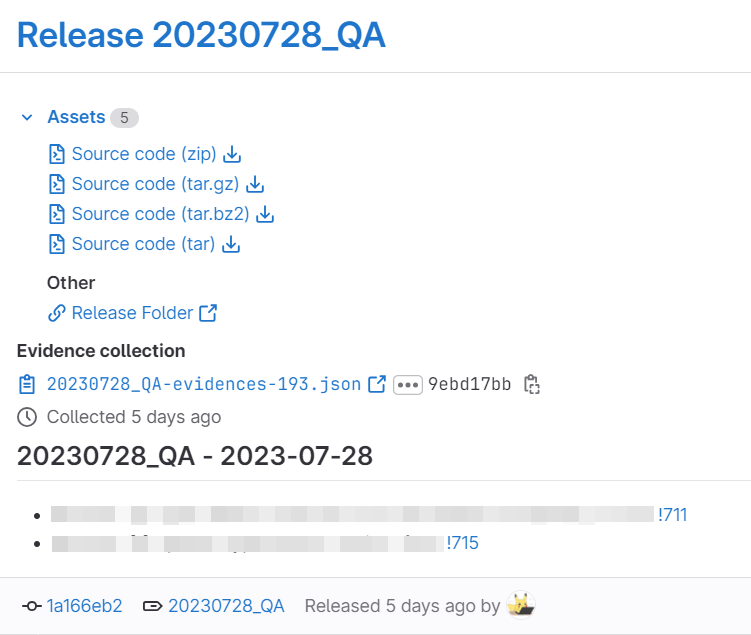 Release 20230728_QA
Assets 5
Source code (zip)
Source code (tar.gz)
Source code (tar.bz2)
Source code (tar)
Other
Release Folder
Evidence collection
20230728_QA-evidences-193.json ••• 9ebd17bb
Collected 5 days ago
20230728_QA - 2023-07-28
!711
!715
1a166eb2 20230728_QA Released 5 days ago by